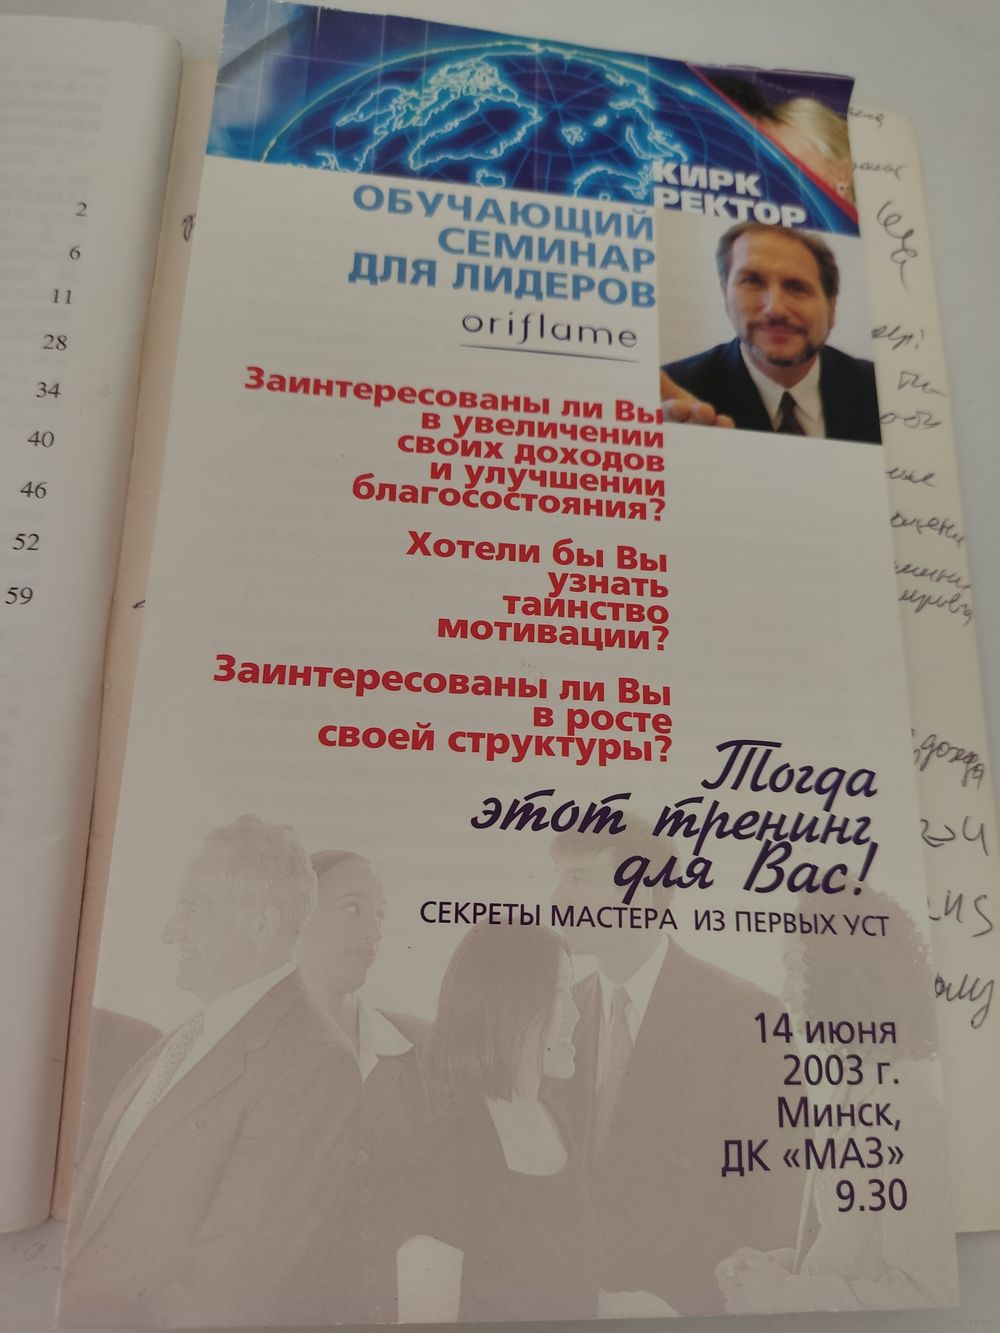 2
6
11
28
34
40
46
52
59
КИРК
РЕКТОР
ОБУЧАЮЩИЙ
СЕМИНАР
ДЛЯ ЛИДЕРОВ
oriflame
Заинтересованы ли Вы
в увеличении
своих доходов
и улучшении
благосостояния?
Хотели бы Вы
узнать
таинство
мотивации?
Заинтересованы ли Вы
в росте
своей структуры?
Тогда
этот тренинг
для Вас!
СЕКРЕТЫ МАСТЕРА ИЗ ПЕРВЫХ УСТ
14 июня
2003 г.
Минск,
ДК «МАЗ»
9.30